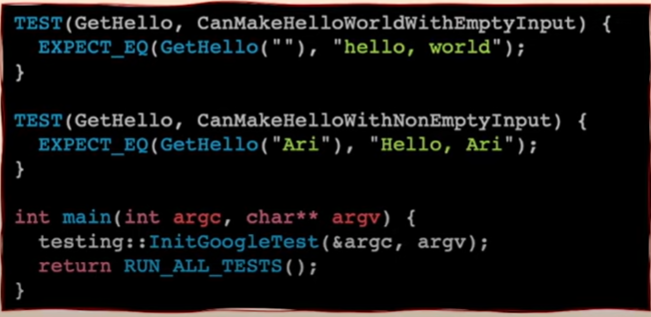 TEST(GetHello, CanMakeHelloWorldWithEmptyInput) {
  EXPECT_EQ(GetHello(""), "hello, world");
}
TEST(GetHello, CanMakeHelloWithNonEmptyInput) {
  EXPECT_EQ(GetHello("Ari"), "Hello, Ari");
}
int main(int argc, char** argv) {
  testing::InitGoogleTest(&argc, argv);
  return RUN_ALL_TESTS();
}